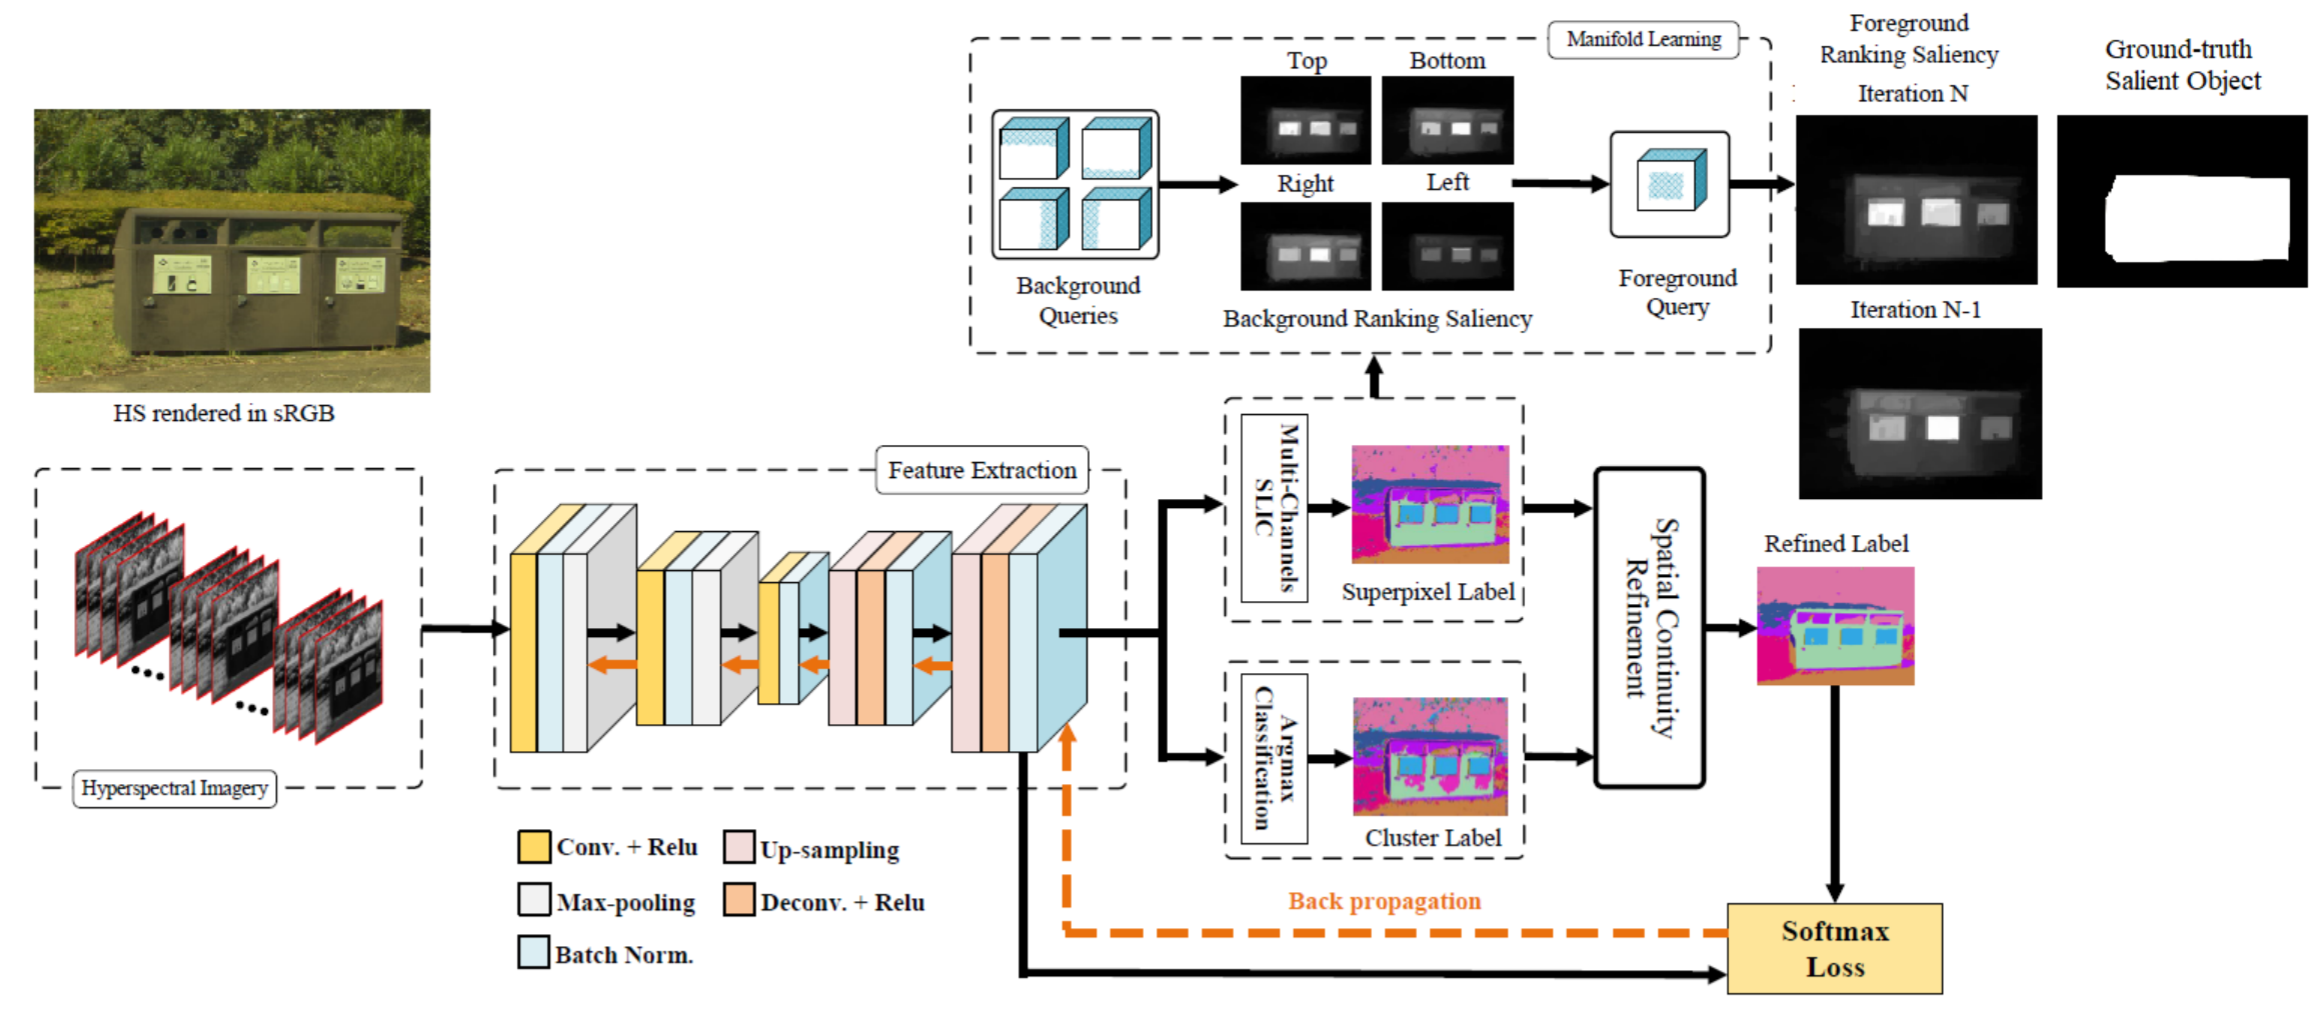 Manifold Learning
Top
Bottom
Right
Left
Background
Queries
Background Ranking Saliency
Foreground
Query
Foreground
Ranking Saliency
Iteration N
Iteration N-1
Ground-truth
Salient Object
HS rendered in sRGB
Hyperspectral Imagery
Feature Extraction
Multi-Channels
SLIC
Superpixel Label
Argmax
Classification
Cluster Label
Spatial Continuity
Refinement
Refined Label
Conv. + Relu
Up-sampling
Max-pooling
Deconv. + Relu
Batch Norm.
Back propagation
Softmax
Loss